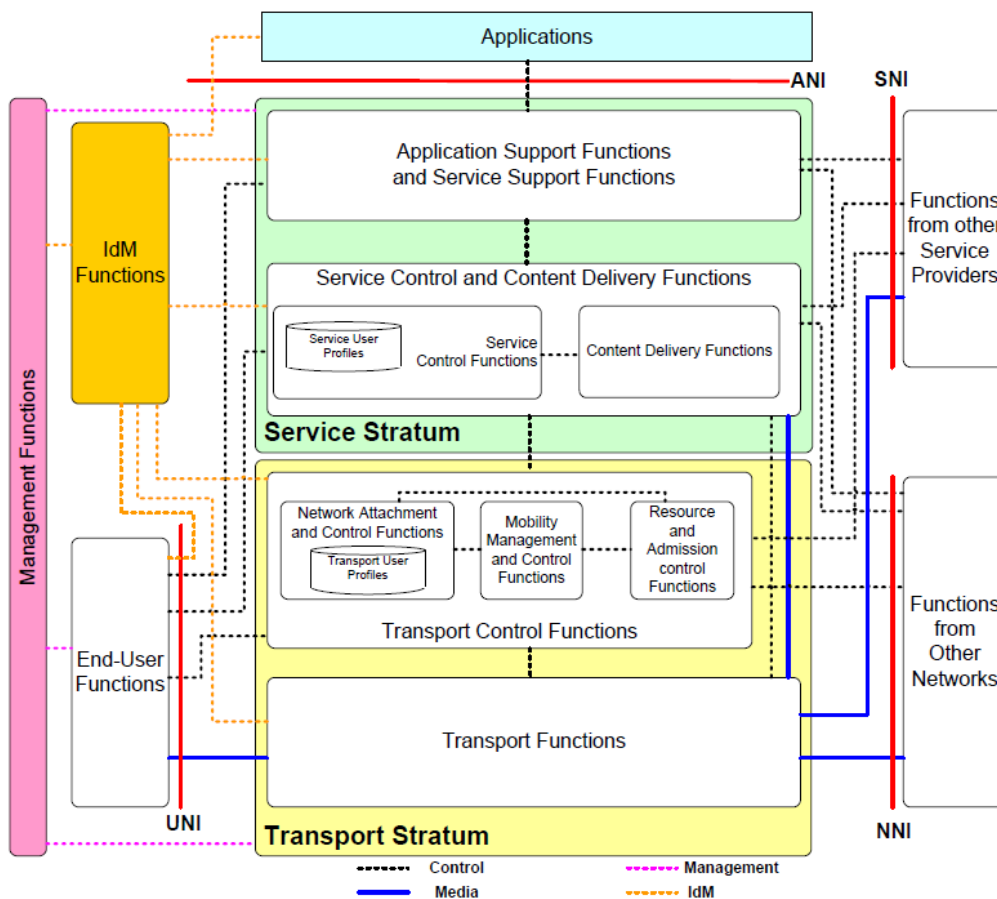 Applications
ANI
SNI
Application Support Functions
and Service Support Functions
Functions
from other
Service
Providers
IdM
Functions
Service Control and Content Delivery Functions
Service User
Profiles
Service
Control Functions
Content Delivery Functions
Service Stratum
Management Functions
Network Attachment
and Control Functions
Transport User
Profiles
Mobility
Management
and Control
Functions
Resource
and
Admission
control
Functions
Transport Control Functions
End-User
Functions
Functions
from
Other
Networks
Transport Functions
UNI
Transport Stratum
NNI
Control
Management
Media
IdM